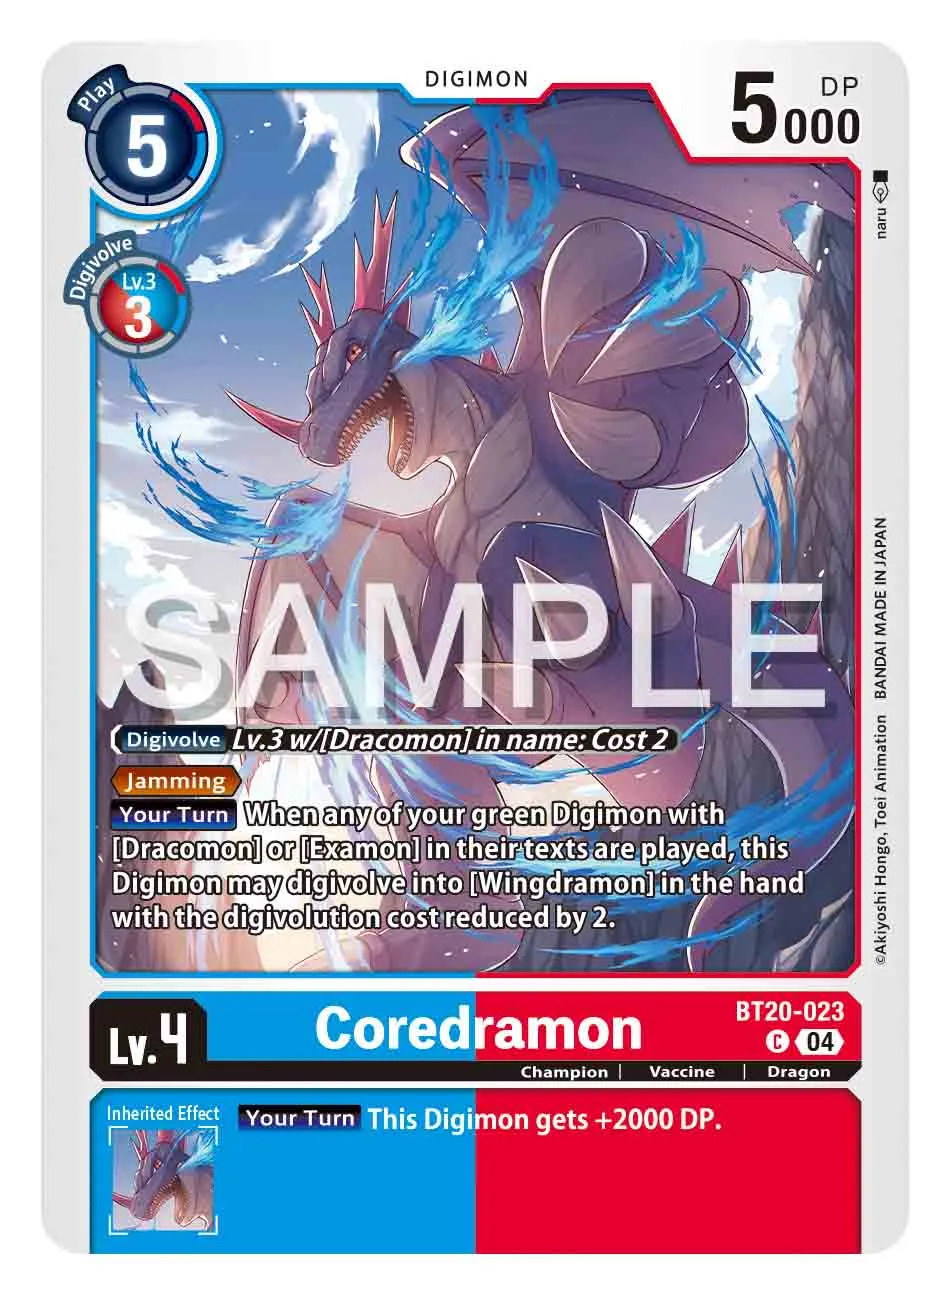 DIGIMON
Play
5
DP
5000
Digivolve
Lv.3
3
naru
SAMPLE
Digivolve Lv.3 w/[Dracomon] in name: Cost 2
Jamming
Your Turn When any of your green Digimon with
[Dracomon] or [Examon] in their texts are played, this
Digimon may digivolve into [Wingdramon] in the hand
with the digivolution cost reduced by 2.
©Akiyoshi Hongo, Toei Animation BANDAI MADE IN JAPAN
Lv.4
Coredramon
BT20-023
C 04
Champion | Vaccine | Dragon
Inherited Effect
Your Turn This Digimon gets +2000 DP.